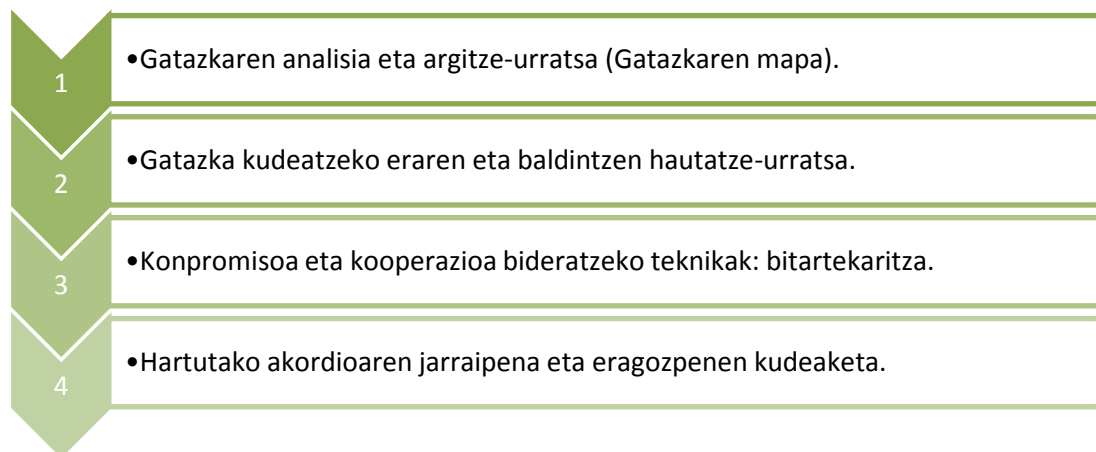 1
•Gatazkaren analisia eta argitze-urratsa (Gatazkaren mapa).
2
•Gatazka kudeatzeko eraren eta baldintzen hautatze-urratsa.
3
•Konpromisoa eta kooperazioa bideratzeko teknikak: bitartekaritza.
4
•Hartutako akordioaren jarraipena eta eragozpenen kudeaketa.